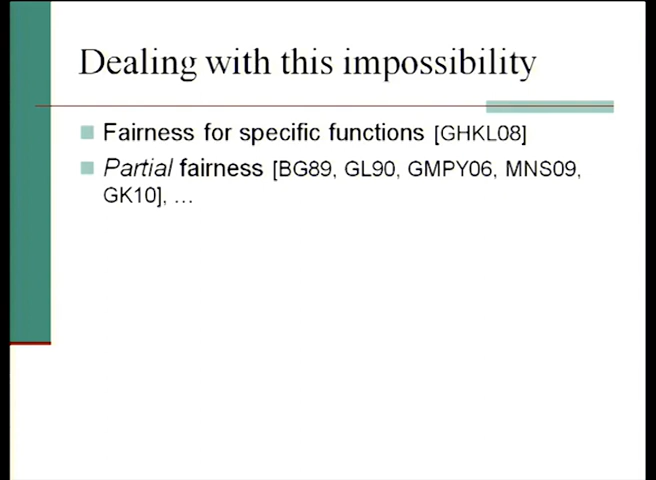 Dealing with this impossibility
Fairness for specific functions [GHKL08]
Partial fairness [BG89, GL90, GMPY06, MNS09,
GK10], …